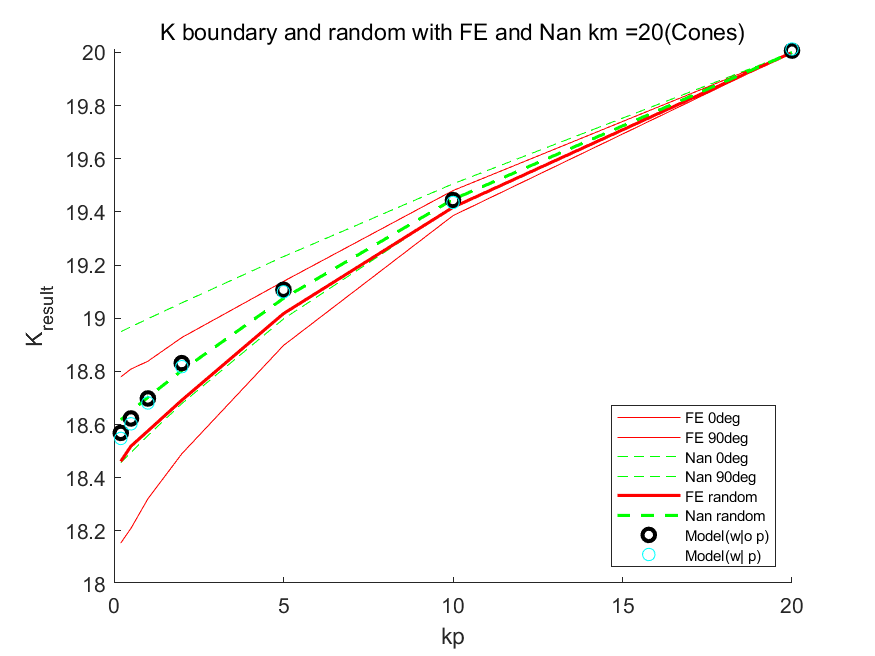 K boundary and random with FE and Nan km =20(Cones)
20
19.8
19.6
19.4
19.2
19
18.8
18.6
18.4
18.2
18
K_result
0
5
10
15
20
kp
FE 0deg
FE 90deg
Nan 0deg
Nan 90deg
FE random
Nan random
Model(w|o p)
Model(w| p)